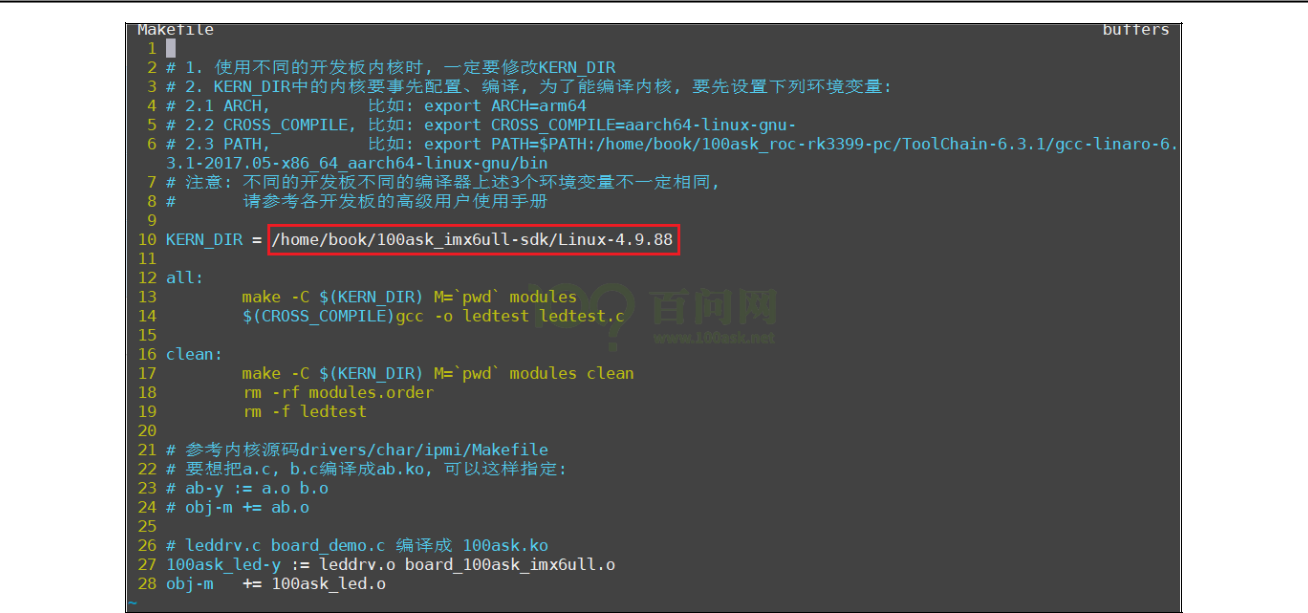 Makefile buffers
1
2 # 1. 使用不同的开发板内核时, 一定要修改KERN_DIR
3 # 2. KERN_DIR中的内核要事先配置、编译, 为了能编译内核, 要先设置下列环境变量:
4 # 2.1 ARCH, 比如: export ARCH=arm64
5 # 2.2 CROSS_COMPILE, 比如: export CROSS_COMPILE=aarch64-linux-gnu-
6 # 2.3 PATH, 比如: export PATH=$PATH:/home/book/100ask_roc-rk3399-pc/ToolChain-6.3.1/gcc-linaro-6.
3.1-2017.05-x86_64_aarch64-linux-gnu/bin
7 # 注意: 不同的开发板不同的编译器上述3个环境变量不一定相同,
8 # 请参考各开发板的高级用户使用手册
9
10 KERN_DIR = /home/book/100ask_imx6ull-sdk/Linux-4.9.88
11
12 all:
13 make -C $(KERN_DIR) M=`pwd` modules
14 $(CROSS_COMPILE)gcc -o ledtest ledtest.c
百问网
www.100ask.net
15
16 clean:
17 make -C $(KERN_DIR) M=`pwd` modules clean
18 rm -rf modules.order
19 rm -f ledtest
20
21 # 参考内核源码drivers/char/ipmi/Makefile
22 # 要想把a.c, b.c编译成ab.ko, 可以这样指定:
23 # ab-y := a.o b.o
24 # obj-m += ab.o
25
26 # leddrv.c board_demo.c 编译成 100ask.ko
27 100ask_led-y := leddrv.o board_100ask_imx6ull.o
28 obj-m += 100ask_led.o
~